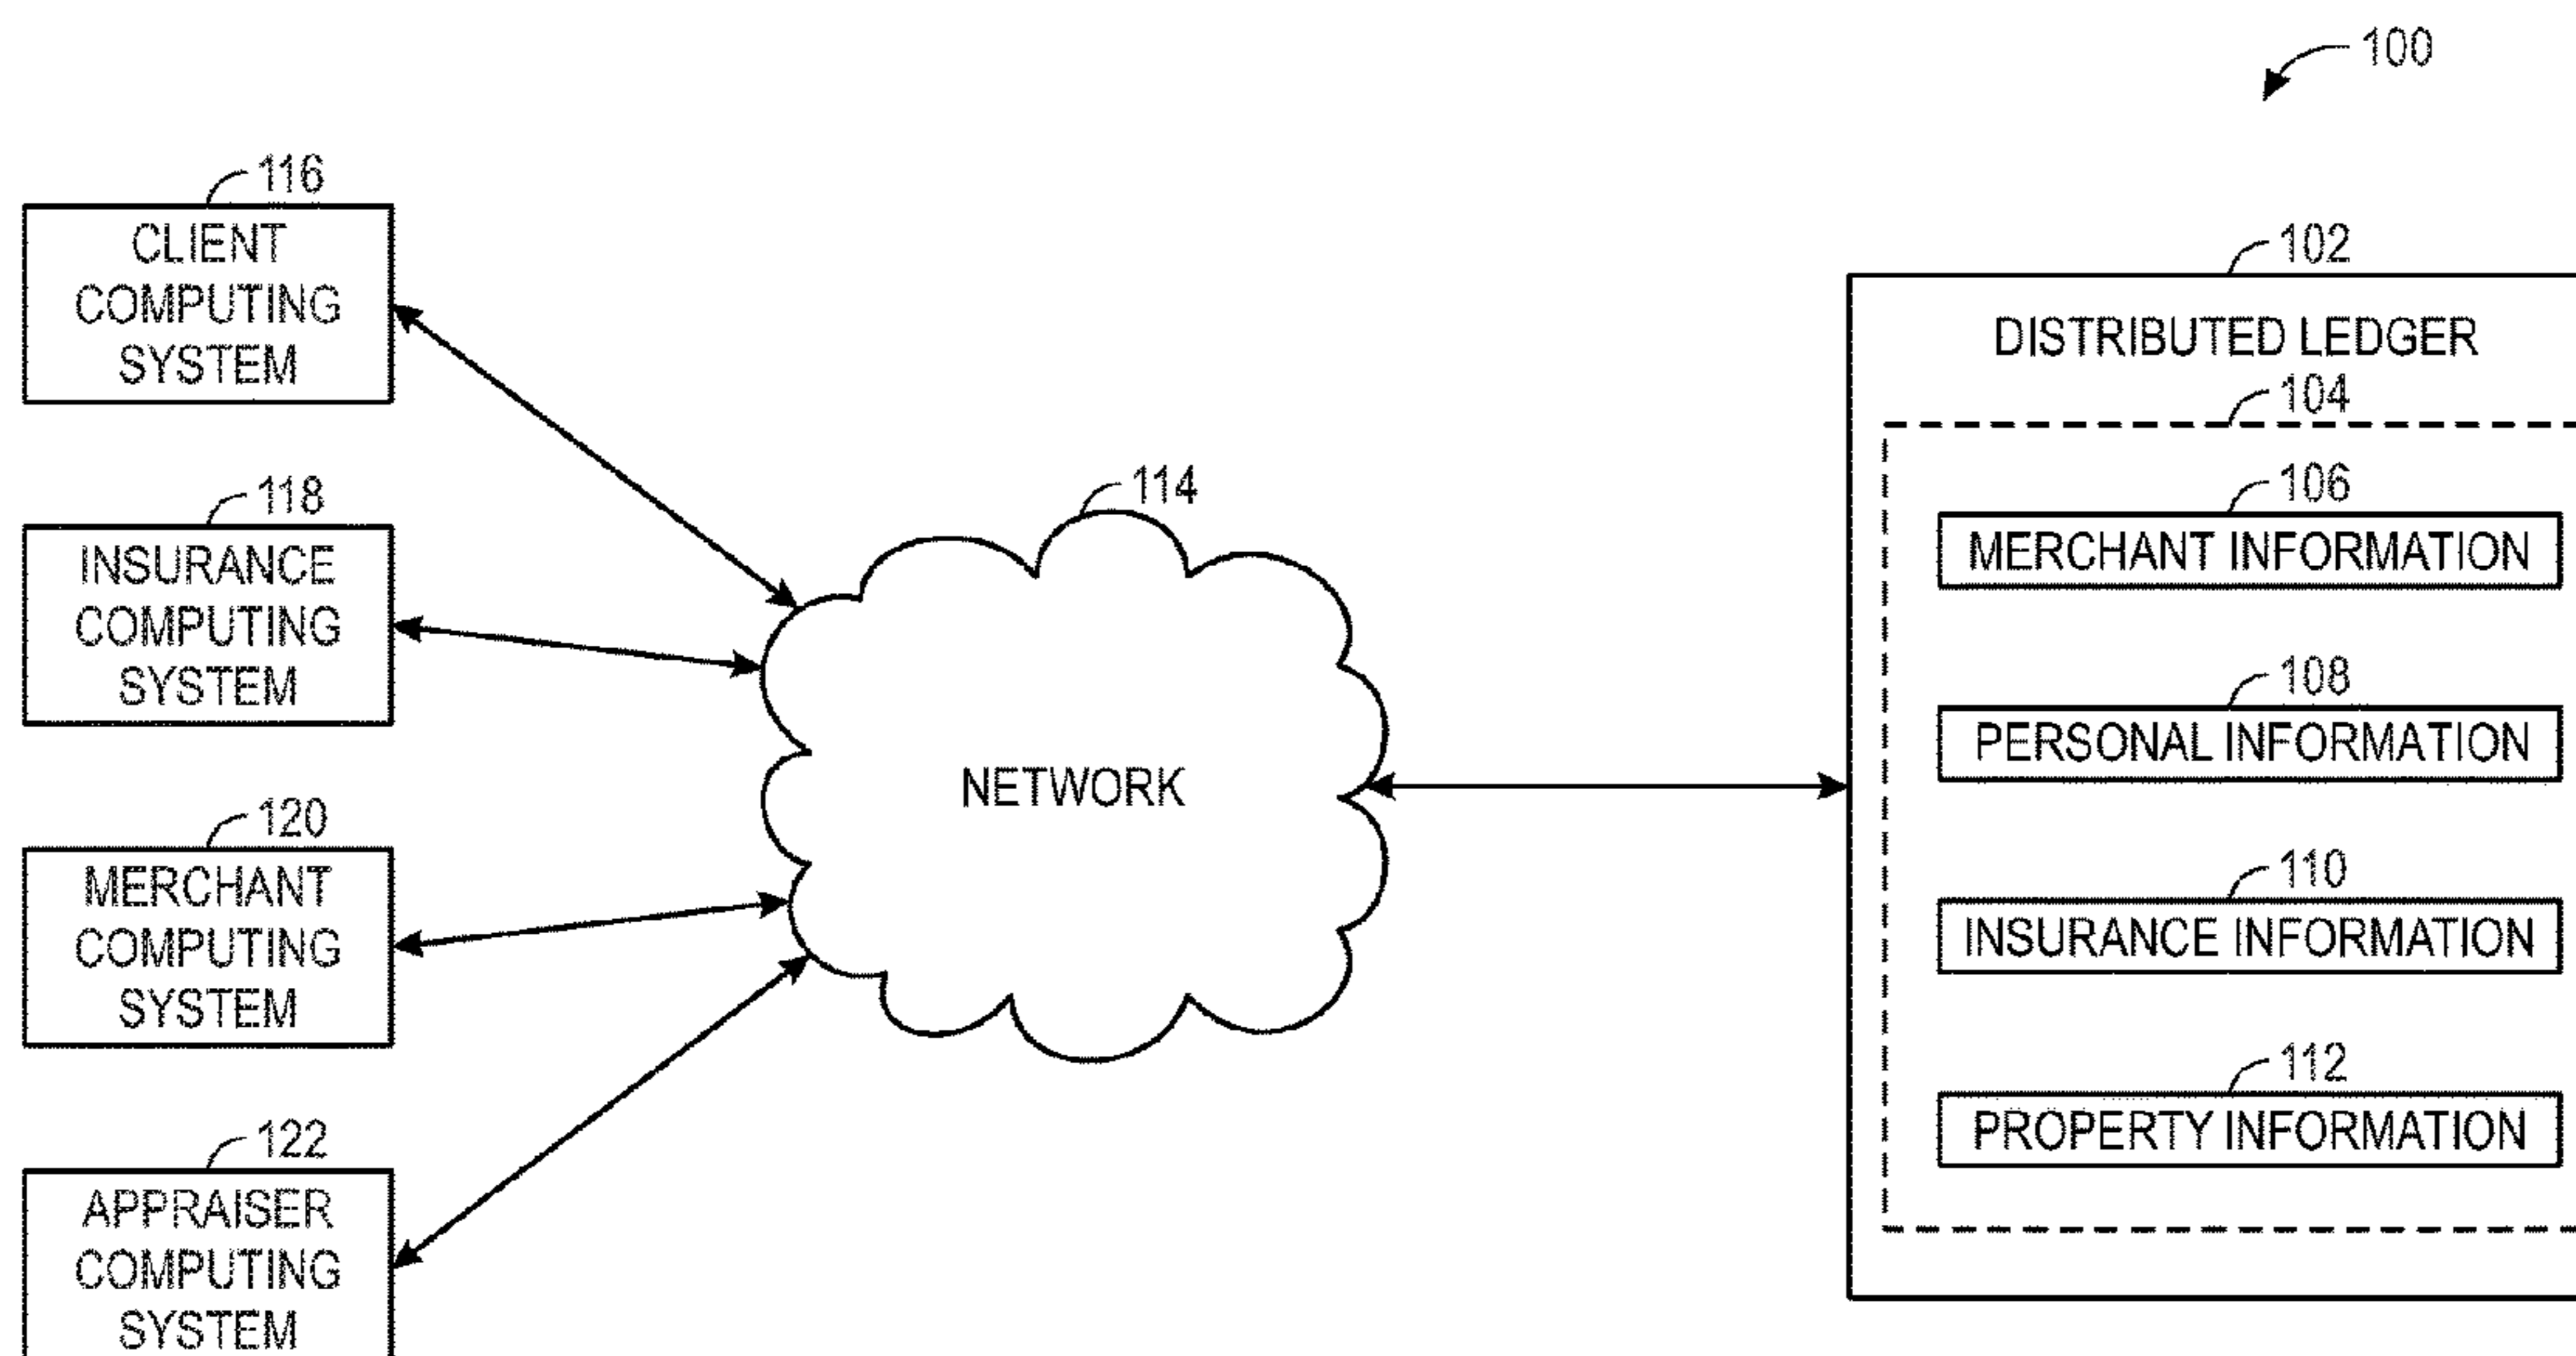 100
116
CLIENT
COMPUTING
SYSTEM
118
INSURANCE
COMPUTING
SYSTEM
120
MERCHANT
COMPUTING
SYSTEM
122
APPRAISER
COMPUTING
SYSTEM
114
NETWORK
102
DISTRIBUTED LEDGER
104
106
MERCHANT INFORMATION
108
PERSONAL INFORMATION
110
INSURANCE INFORMATION
112
PROPERTY INFORMATION